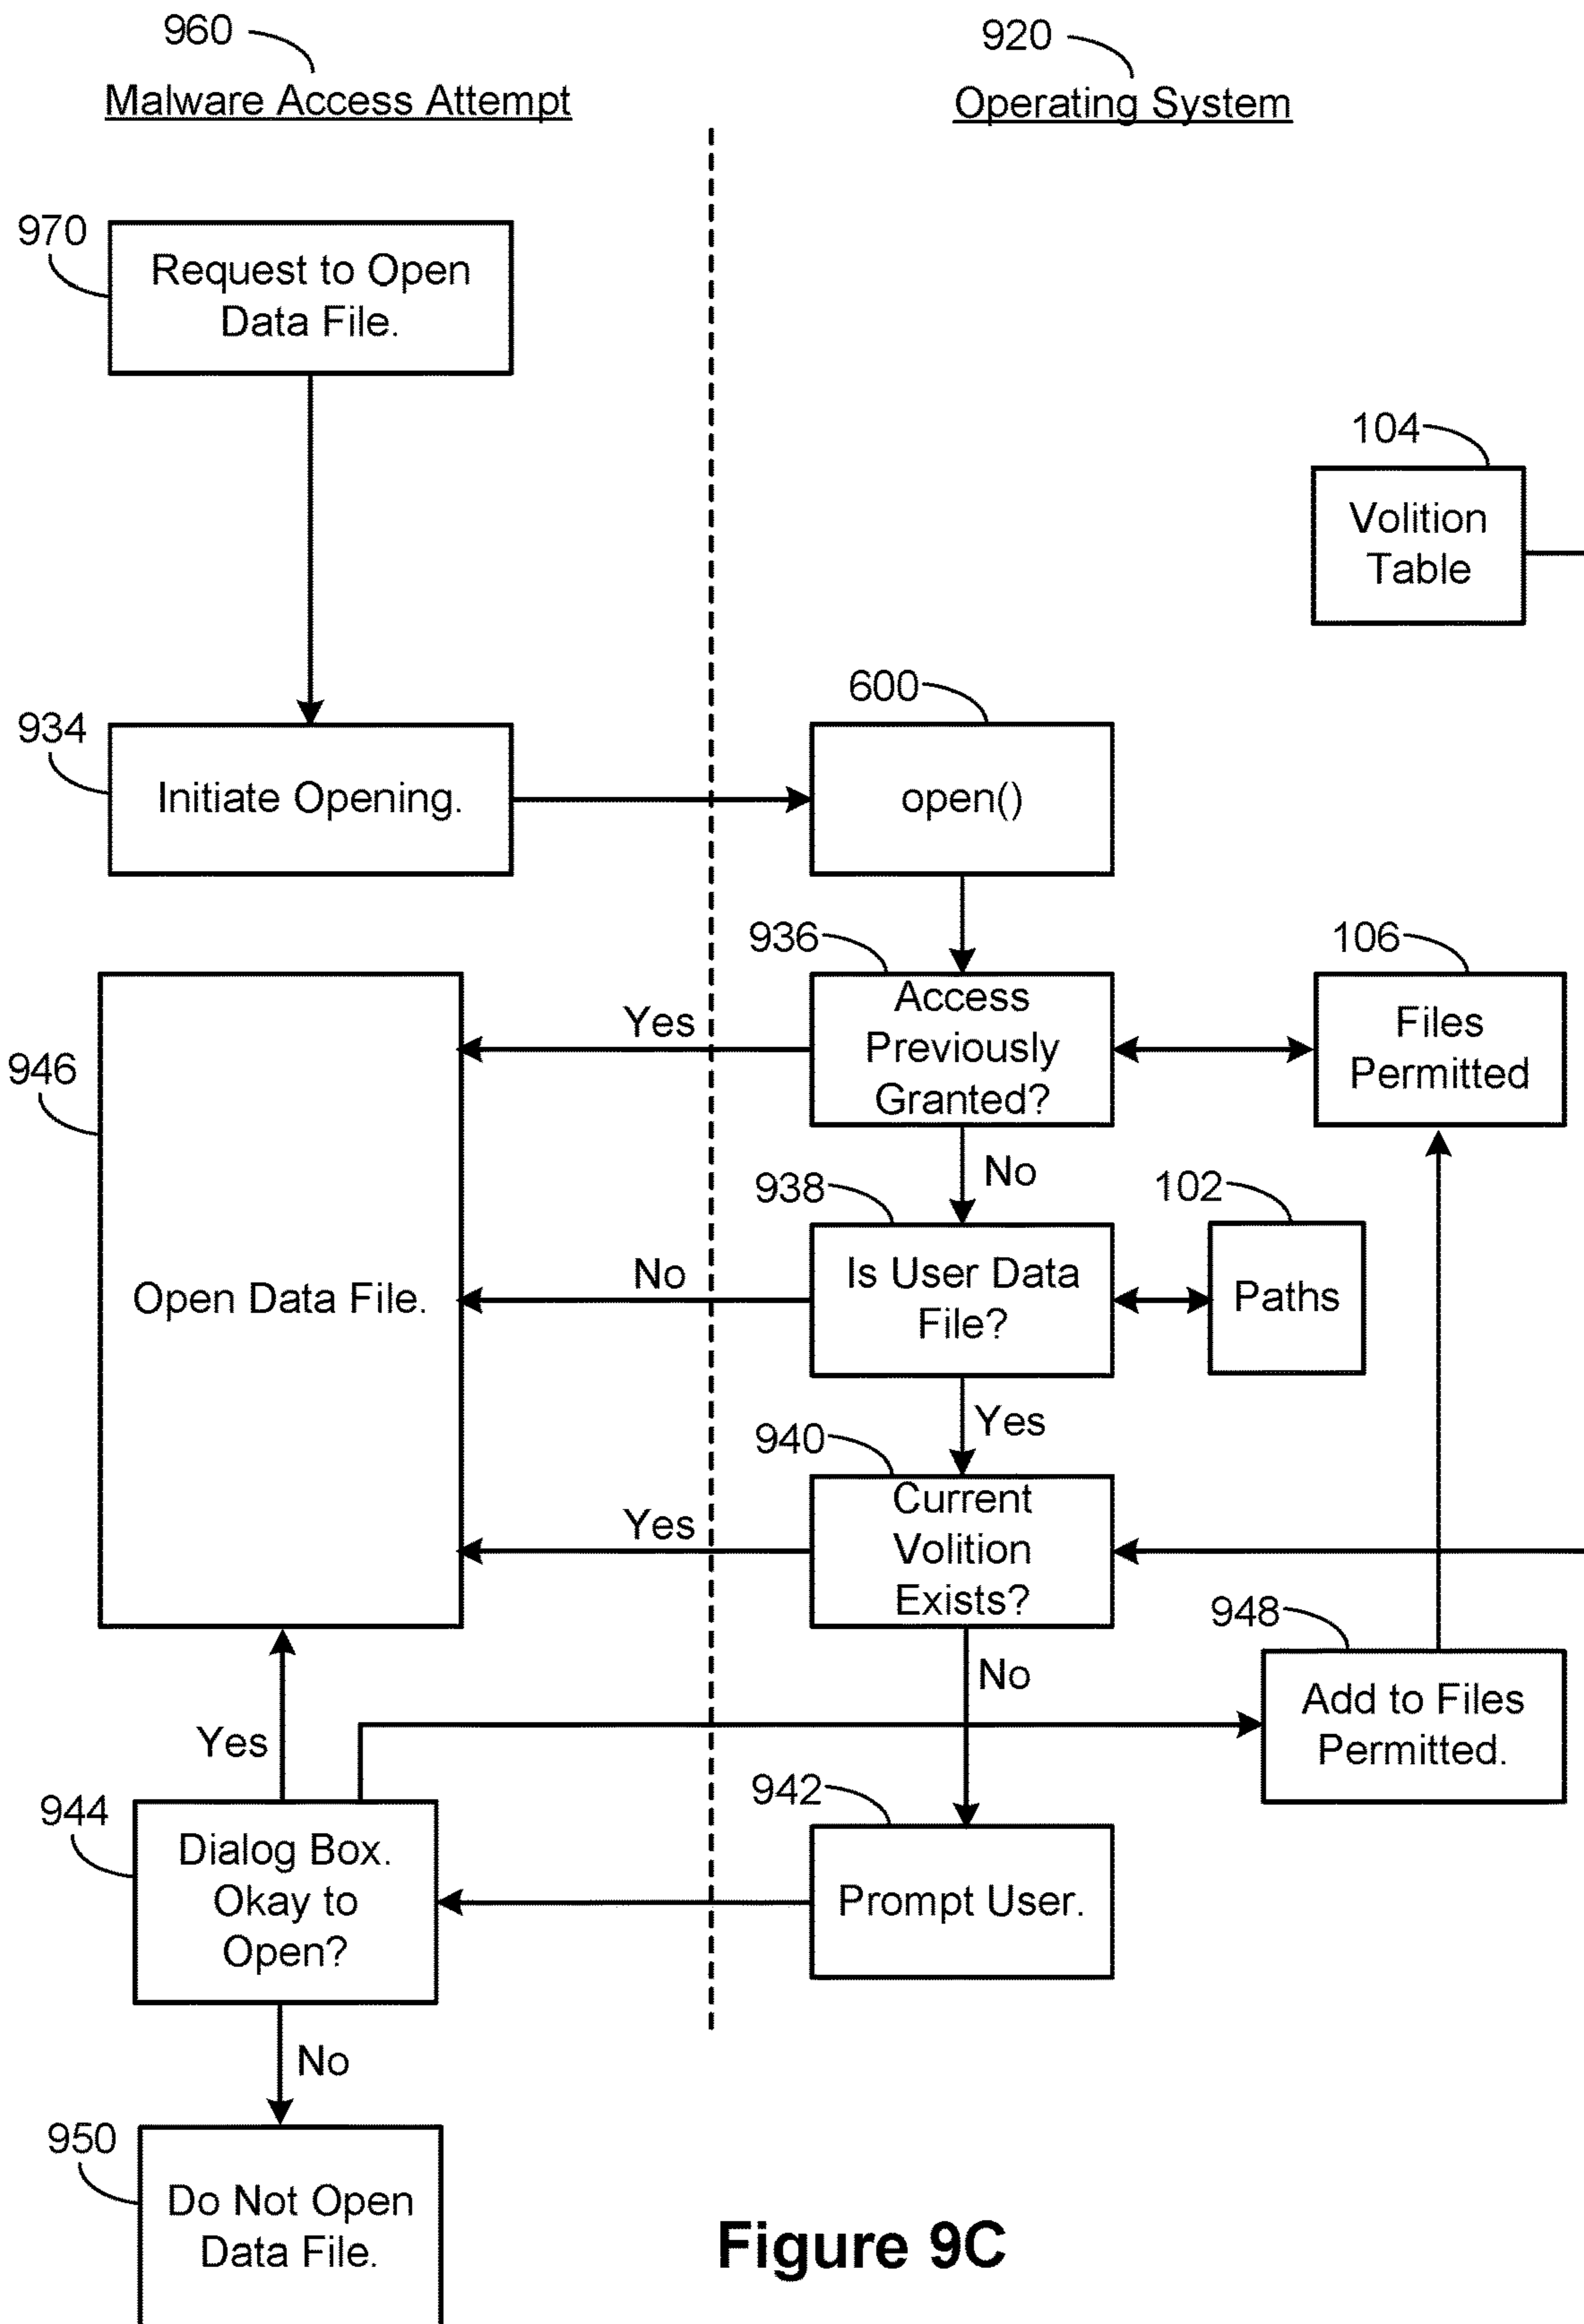 960
920
Malware Access Attempt
Operating System
970
Request to Open
Data File.
104
Volition
Table
600
934
Initiate Opening.
open()
936
106
Access
Previously
Granted?
Yes
Files
Permitted
946
No
938
102
Open Data File.
No
Is User Data
File?
Paths
Yes
940
Current
Volition
Exists?
Yes
948
No
Add to Files
Permitted.
Yes
942
944
Dialog Box.
Okay to
Open?
Prompt User.
No
950
Do Not Open
Data File.
Figure 9C